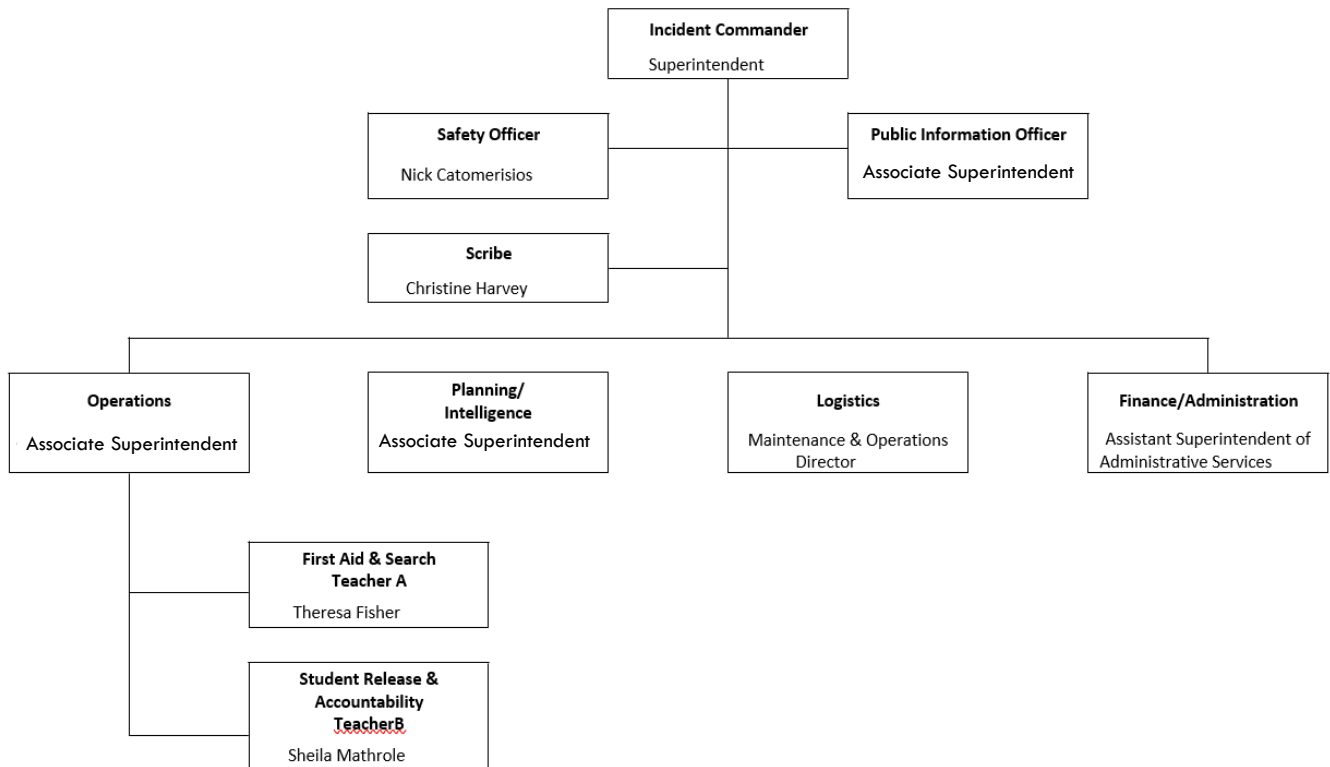 Incident Commander
Superintendent
Safety Officer
Nick Catomerisios
Public Information Officer
Associate Superintendent
Scribe
Christine Harvey
Operations
Associate Superintendent
Planning/
Intelligence
Associate Superintendent
Logistics
Maintenance & Operations
Director
Finance/Administration
Assistant Superintendent of
Administrative Services
First Aid & Search
Teacher A
Theresa Fisher
Student Release &
Accountability
TeacherB
Sheila Mathrole